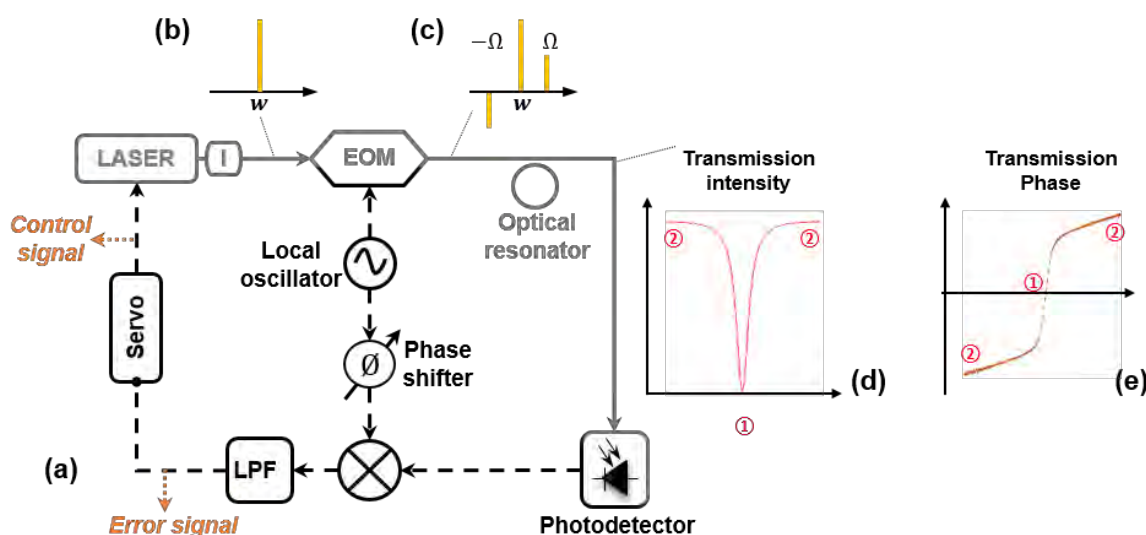 (b)
w
(c)
−Ω
Ω
w
LASER
I
EOM
Optical
resonator
Transmission
intensity
②
②
①
(d)
Transmission
Phase
②
①
②
(e)
Control
signal
Local
oscillator
Servo
Ø
Phase
shifter
(a)
LPF
Error signal
Photodetector